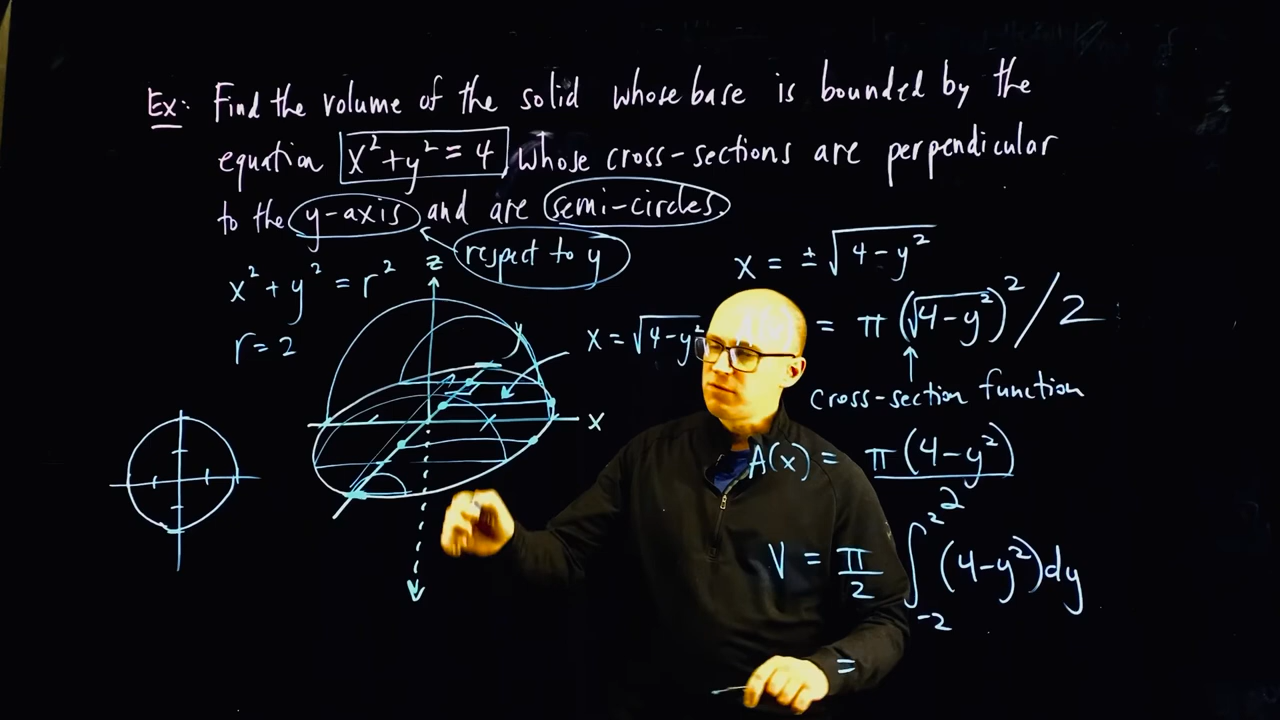 Ex: Find the volume of the solid whose base is bounded by the
equation x² + y² = 4 whose cross-sections are perpendicular
to the y-axis and are semi-circles.
respect to y
x² + y² = r²
r = 2
z
y
x
x = √4-y²
x = ± √4-y²
= π (√4-y²)² / 2
cross-section function
A(x) = π(4-y²) / 2
V = π/2 ∫₋₂² (4-y²)dy
=